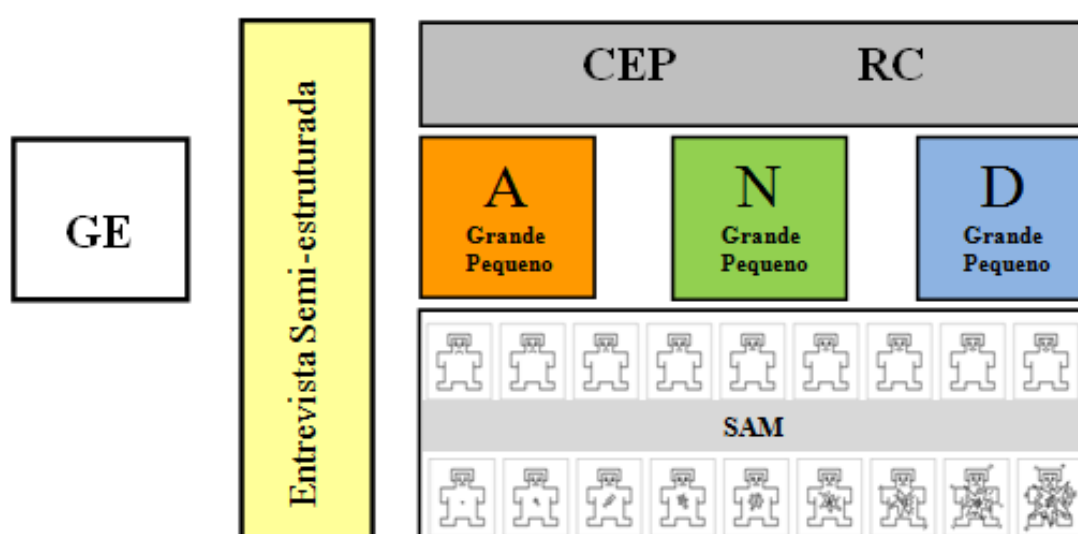 GE
Entrevista Semi-estruturada
CEP RC
A
Grande
Pequeno
N
Grande
Pequeno
D
Grande
Pequeno
SAM